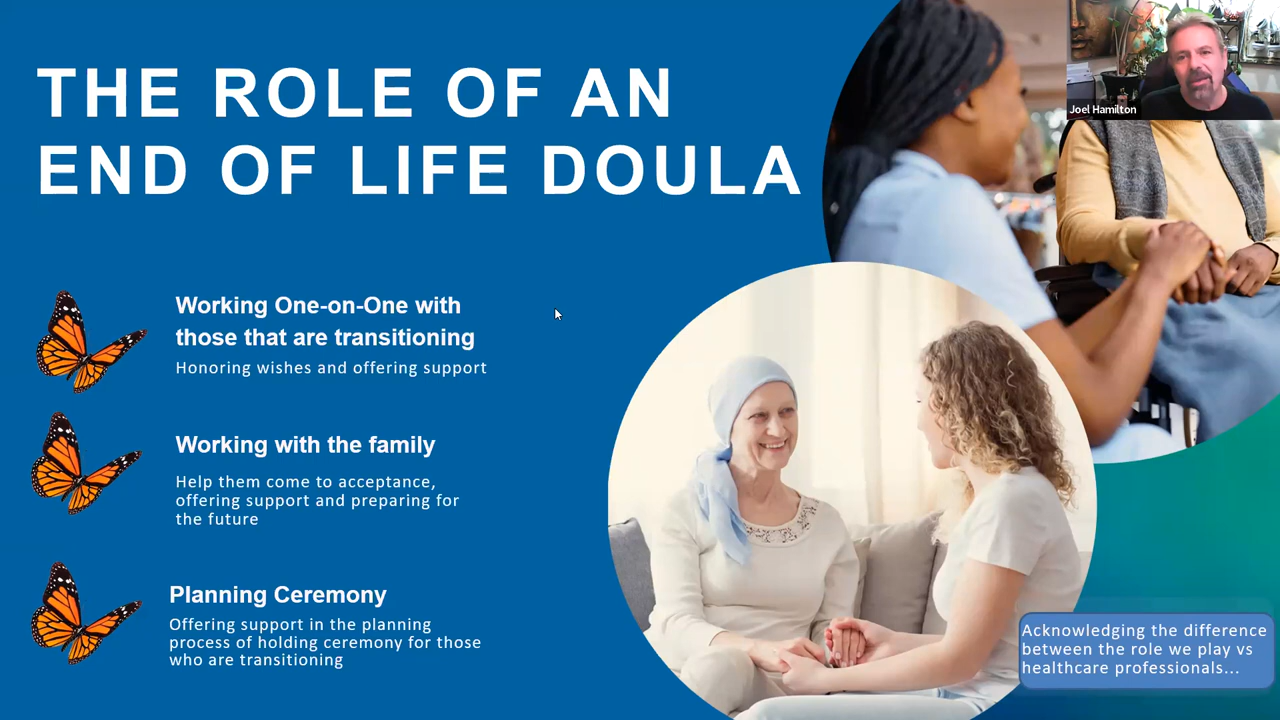 THE ROLE OF AN
END OF LIFE DOULA
Joel Hamilton
Working One-on-One with
those that are transitioning
Honoring wishes and offering support
Working with the family
Help them come to acceptance,
offering support and preparing for
the future
Planning Ceremony
Offering support in the planning
process of holding ceremony for those
who are transitioning
Acknowledging the difference
between the role we play vs
healthcare professionals...